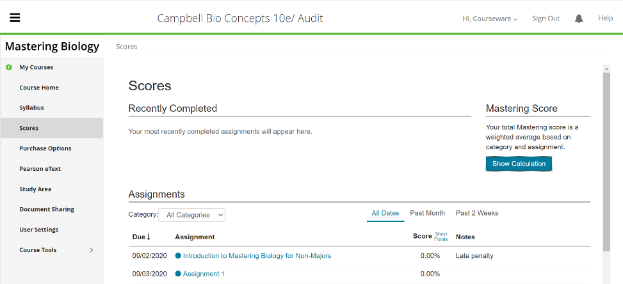 Campbell Bio Concepts 10e/ Audit
Hi, Courseware
Sign Out
Help
Mastering Biology
Scores
My Courses
Course Home
Syllabus
Scores
Purchase Options
Pearson eText
Study Area
Document Sharing
User Settings
Course Tools
Scores
Recently Completed
Your most recently completed assignments will appear here.
Mastering Score
Your total Mastering score is a
weighted average based on
category and assignment.
Show Calculation
Assignments
Category: All Categories
All Dates Past Month Past 2 Weeks
Due Assignment Score Show Points Notes
09/02/2020 Introduction to Mastering Biology for Non-Majors 0.00% Late penalty
09/03/2020 Assignment 1 0.00%